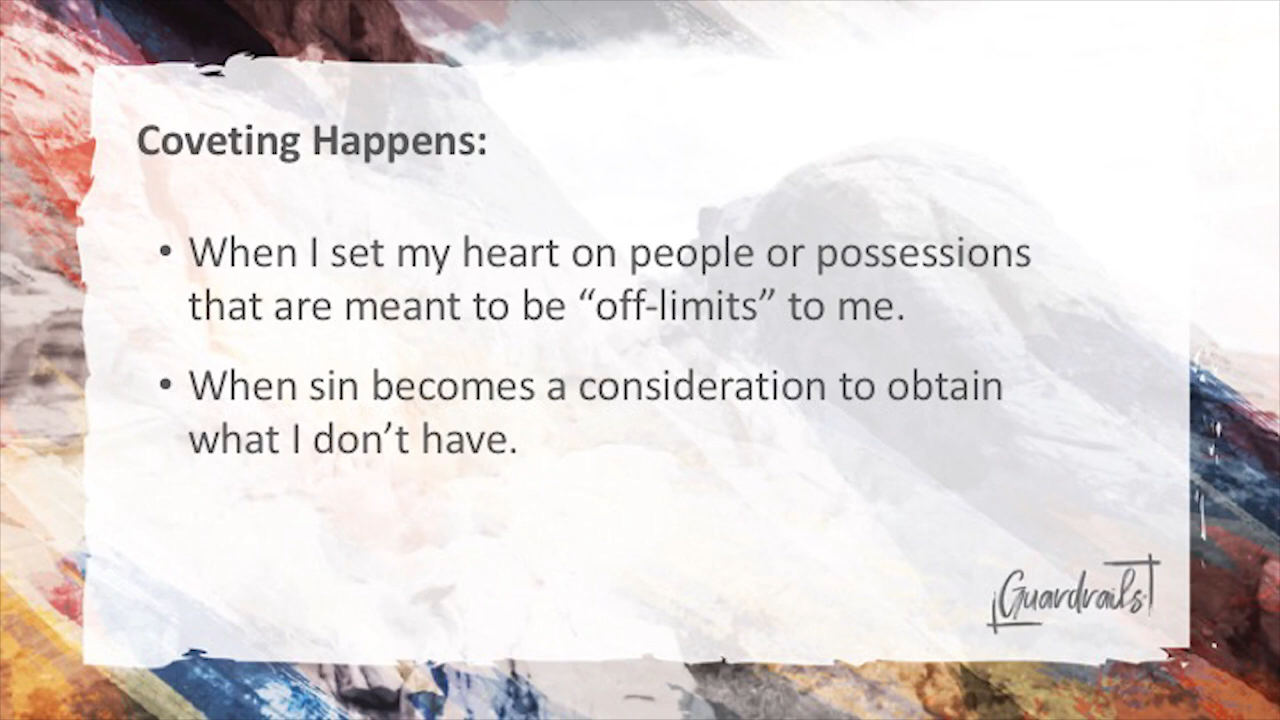 Coveting Happens:
• When I set my heart on people or possessions
that are meant to be “off-limits” to me.
• When sin becomes a consideration to obtain
what I don’t have.
Guardrails